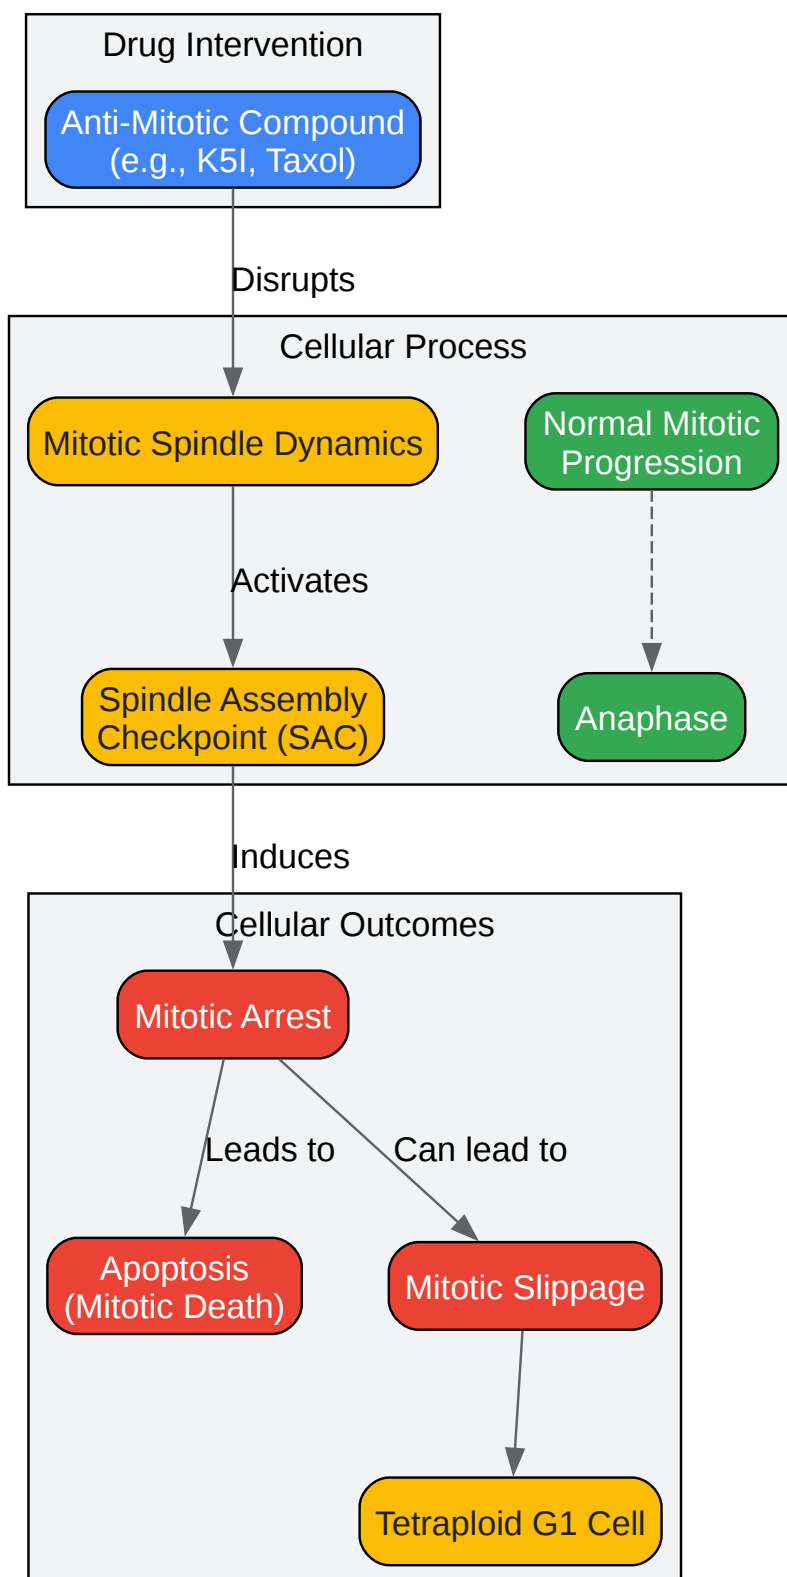 Drug Intervention
Anti-Mitotic Compound
(e.g., K5I, Taxol)
Disrupts
Cellular Process
Mitotic Spindle Dynamics
Normal Mitotic
Progression
Activates
Spindle Assembly
Checkpoint (SAC)
Anaphase
Induces
Cellular Outcomes
Mitotic Arrest
Leads to
Can lead to
Apoptosis
(Mitotic Death)
Mitotic Slippage
Tetraploid G1 Cell